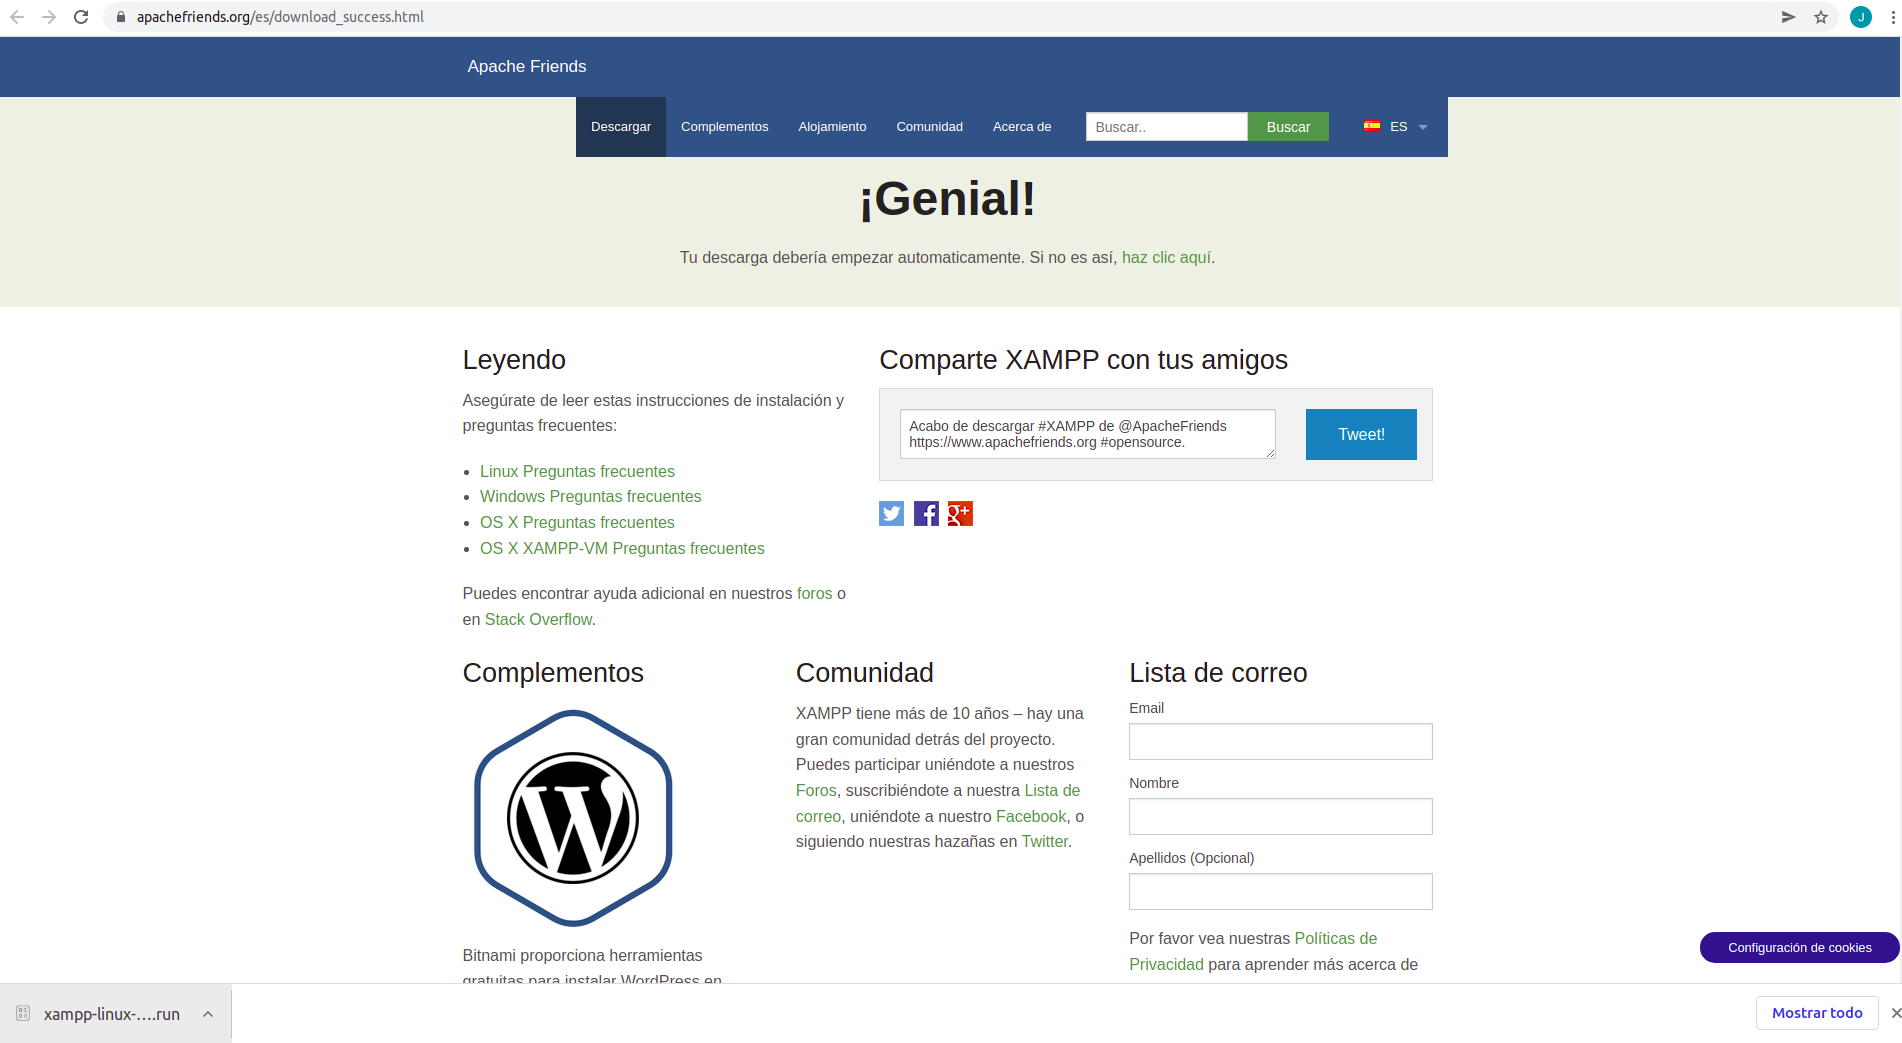 apachefriends.org/es/download_success.html
J
Apache Friends
Descargar
Complementos
Alojamiento
Comunidad
Acerca de
Buscar..
Buscar
ES
¡Genial!
Tu descarga debería empezar automaticamente. Si no es así, haz clic aquí.
Leyendo
Asegúrate de leer estas instrucciones de instalación y
preguntas frecuentes:
Linux Preguntas frecuentes
Windows Preguntas frecuentes
OS X Preguntas frecuentes
OS X XAMPP-VM Preguntas frecuentes
Puedes encontrar ayuda adicional en nuestros foros o
en Stack Overflow.
Comparte XAMPP con tus amigos
Acabo de descargar #XAMPP de @ApacheFriends
https://www.apachefriends.org #opensource.
Tweet!
Complementos
Bitnami proporciona herramientas
gratuitas para instalar WordPress en
Comunidad
XAMPP tiene más de 10 años – hay una
gran comunidad detrás del proyecto.
Puedes participar uniéndote a nuestros
Foros, suscribiéndote a nuestra Lista de
correo, uniéndote a nuestro Facebook, o
siguiendo nuestras hazañas en Twitter.
Lista de correo
Email
Nombre
Apellidos (Opcional)
Por favor vea nuestras Políticas de
Privacidad para aprender más acerca de
Configuración de cookies
xampp-linux-....run
Mostrar todo